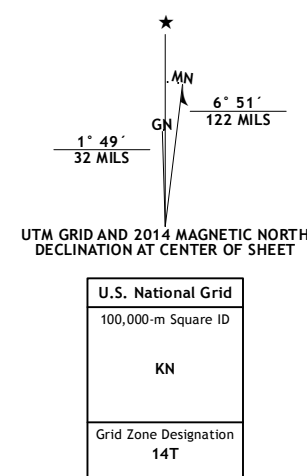 ★
MN
GN
6° 51´
122 MILS
1° 49´
32 MILS
UTM GRID AND 2014 MAGNETIC NORTH
DECLINATION AT CENTER OF SHEET
U.S. National Grid
100,000-m Square ID
KN
Grid Zone Designation
14T